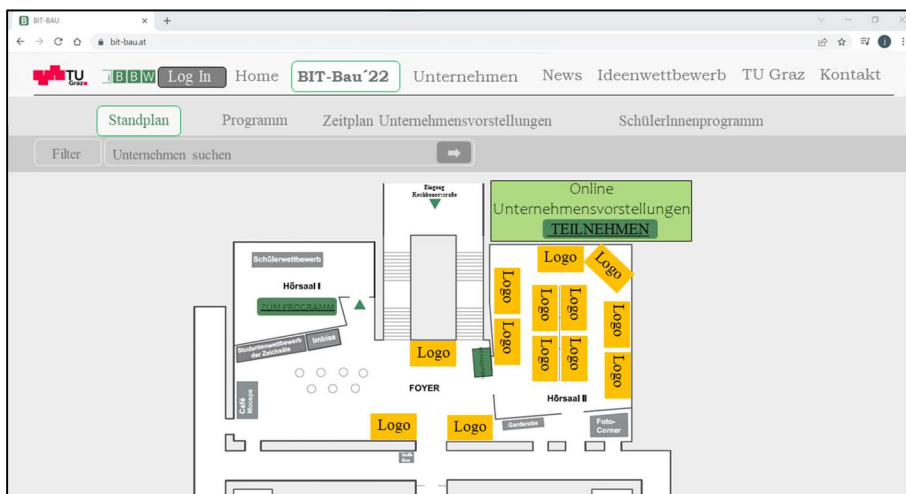 BIT-BAU
bit-bau.at
TU
Graz
BBW
Log In
Home
BIT-Bau´22
Unternehmen
News
Ideenwettbewerb
TU Graz
Kontakt
Standplan
Programm
Zeitplan Unternehmensvorstellungen
SchülerInnenprogramm
Filter
Unternehmen suchen
Eingang
Kechbauerstraße
Online
Unternehmensvorstellungen
TEILNEHMEN
Schülerwettbewerb
Hörsaal I
ZUM PROGRAMM
Studentenwettbewerb
der Zeichsäle
Imbiss
Café
Mocape
FOYER
Logo
Logo
Logo
Logo
Logo
Logo
Logo
Logo
Logo
Logo
Logo
Logo
Logo
Hörsaal II
Garderobe
Foto-
Corner